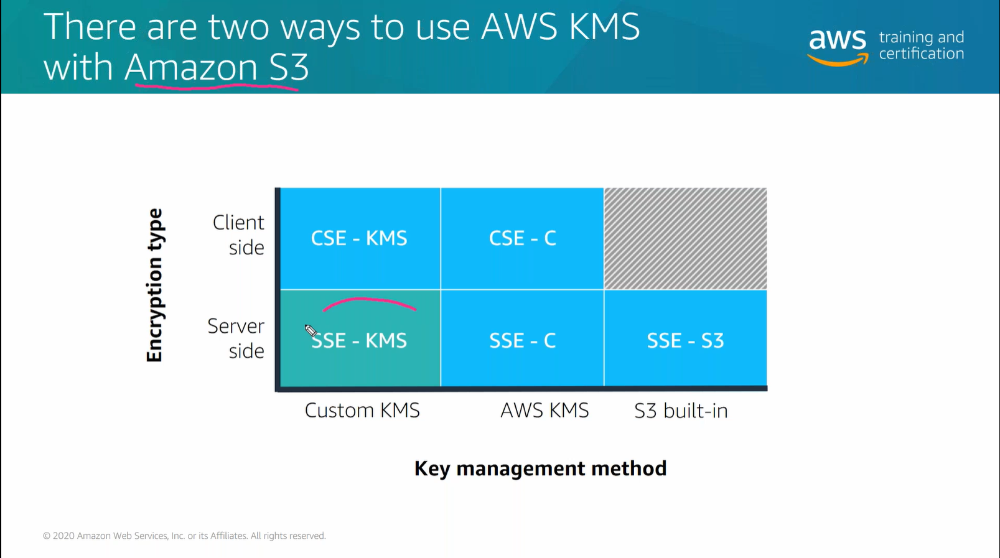 There are two ways to use AWS KMS
with Amazon S3
aws
training and
certification
Encryption type
Client
side
CSE - KMS
CSE - C
Server
side
SSE - KMS
SSE - C
SSE - S3
Custom KMS
AWS KMS
S3 built-in
Key management method
© 2020 Amazon Web Services, Inc. or its Affiliates. All rights reserved.